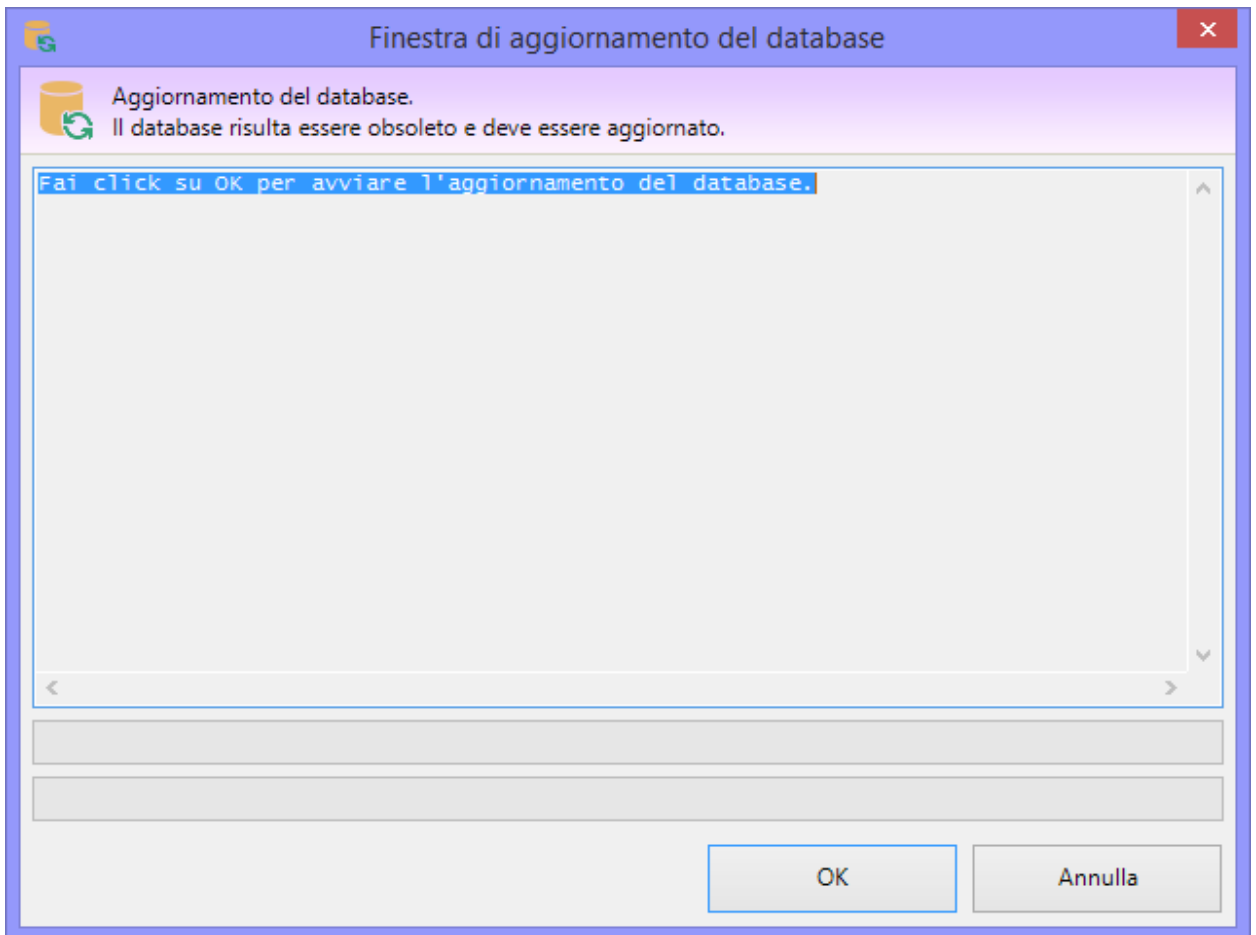 Finestra di aggiornamento del database
Aggiornamento del database.
Il database risulta essere obsoleto e deve essere aggiornato.
Fai click su OK per avviare l'aggiornamento del database.
OK
Annulla